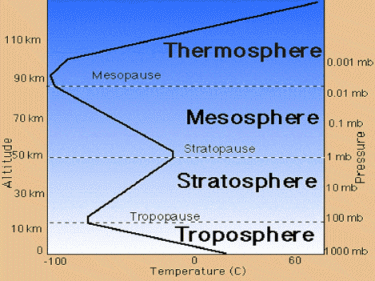 110 km
Thermosphere
0.001 mb
Mesopause
90 km
0.01 mb
70 km
Mesosphere
0.1 mb
Altitude
Pressure
Stratopause
50 km
1 mb
Stratosphere
10 mb
30 km
Tropopause
100 mb
10 km
Troposphere
0
1000 mb
-100
0
60
Temperature (C)